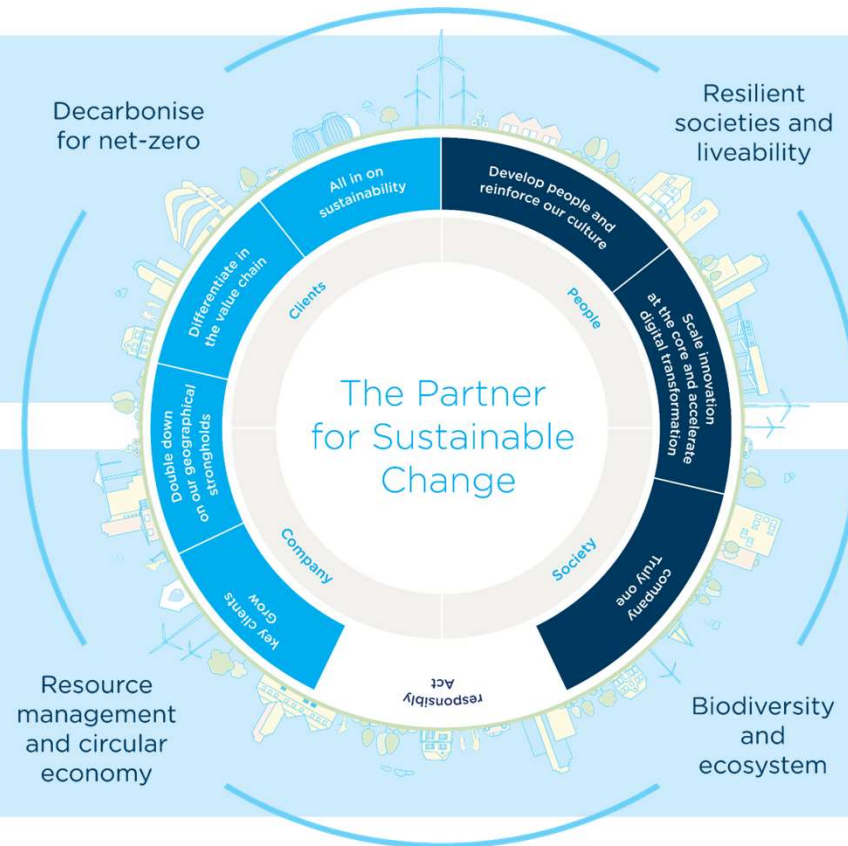 Decarbonise
for net-zero
Resilient
societies and
liveability
All in on
sustainability
Develop people and
reinforce our culture
Differentiate in
the value chain
Scale innovation
at the core and accelerate
digital transformation
Double down
on our geographical
strongholds
Grow
key clients
Truly one
company
Act
responsibly
Clients
People
Company
Society
The Partner
for Sustainable
Change
Resource
management
and circular
economy
Biodiversity
and
ecosystem